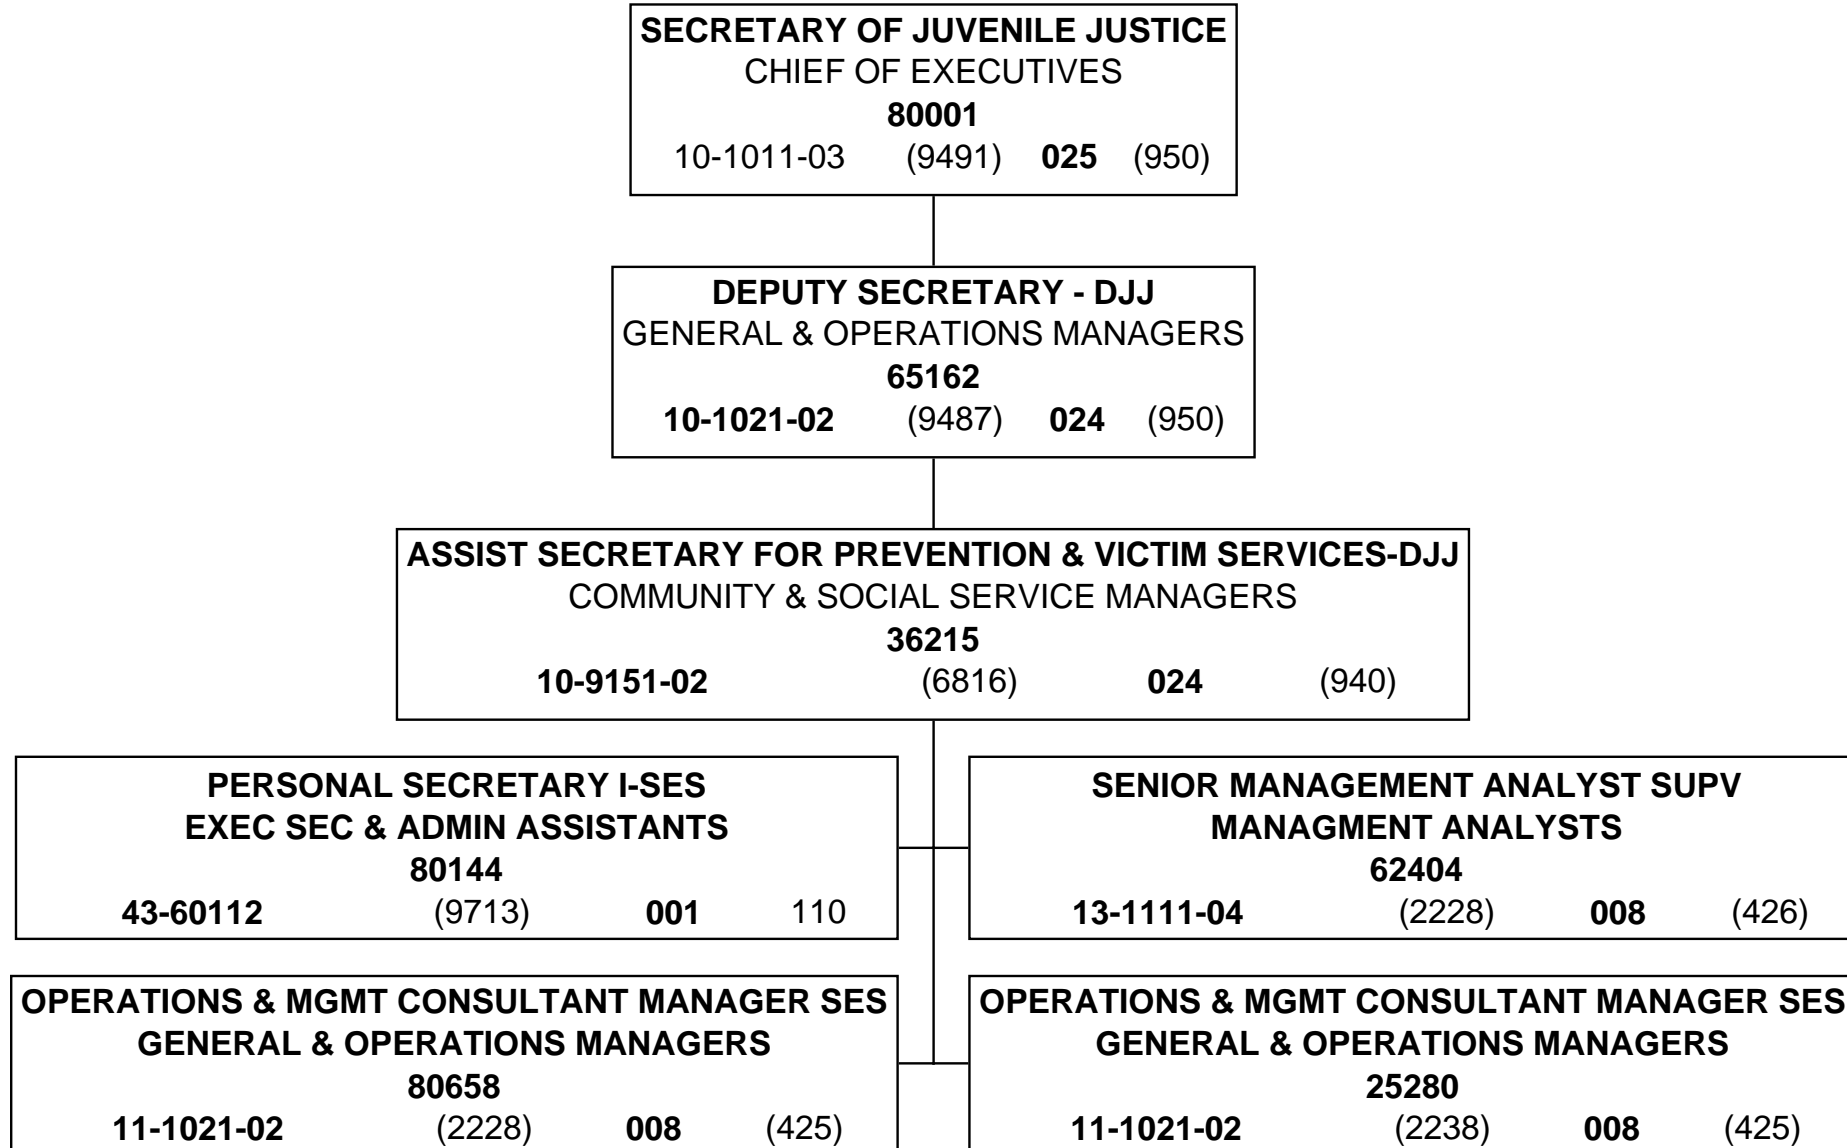 SECRETARY OF JUVENILE JUSTICE
CHIEF OF EXECUTIVES
80001
10-1011-03 (9491) 025 (950)
DEPUTY SECRETARY - DJJ
GENERAL & OPERATIONS MANAGERS
65162
10-1021-02 (9487) 024 (950)
ASSIST SECRETARY FOR PREVENTION & VICTIM SERVICES-DJJ
COMMUNITY & SOCIAL SERVICE MANAGERS
36215
10-9151-02 (6816) 024 (940)
PERSONAL SECRETARY I-SES
EXEC SEC & ADMIN ASSISTANTS
80144
43-60112 (9713) 001 110
SENIOR MANAGEMENT ANALYST SUPV
MANAGMENT ANALYSTS
62404
13-1111-04 (2228) 008 (426)
OPERATIONS & MGMT CONSULTANT MANAGER SES
GENERAL & OPERATIONS MANAGERS
80658
11-1021-02 (2228) 008 (425)
OPERATIONS & MGMT CONSULTANT MANAGER SES
GENERAL & OPERATIONS MANAGERS
25280
11-1021-02 (2238) 008 (425)